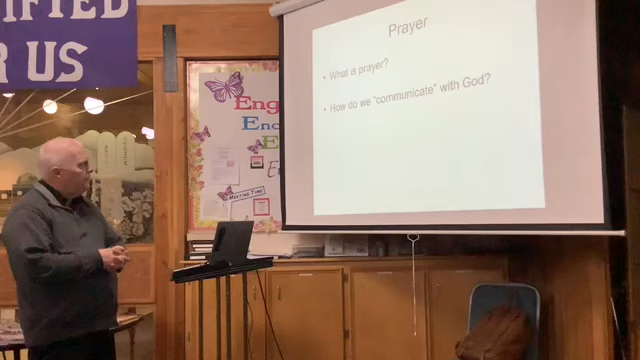 IFIED
R US
Prayer
• What is prayer?
• How do we "communicate" with God?
Eng
Enc
E
E
MEETING TIME